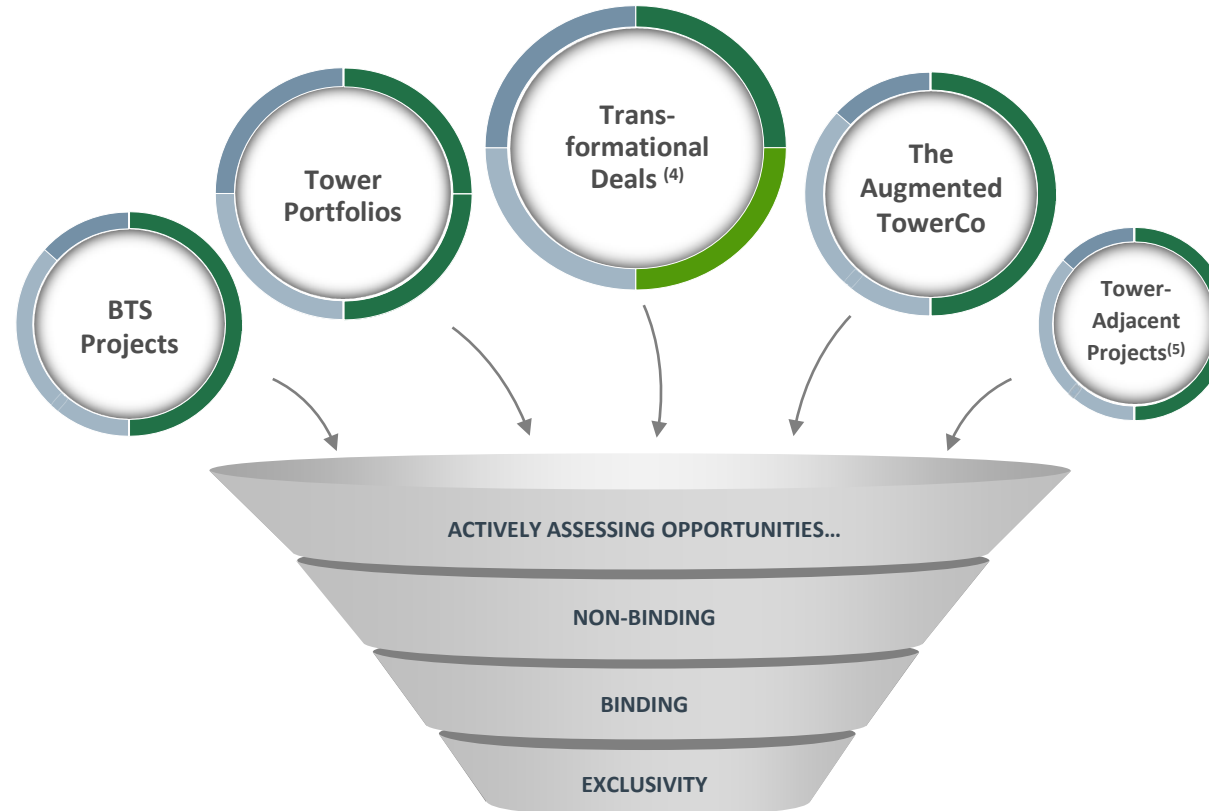 BTS
Projects
Tower
Portfolios
Trans-
formational
Deals (4)
The
Augmented
TowerCo
Tower-
Adjacent
Projects(5)
ACTIVELY ASSESSING OPPORTUNITIES…
NON-BINDING
BINDING
EXCLUSIVITY